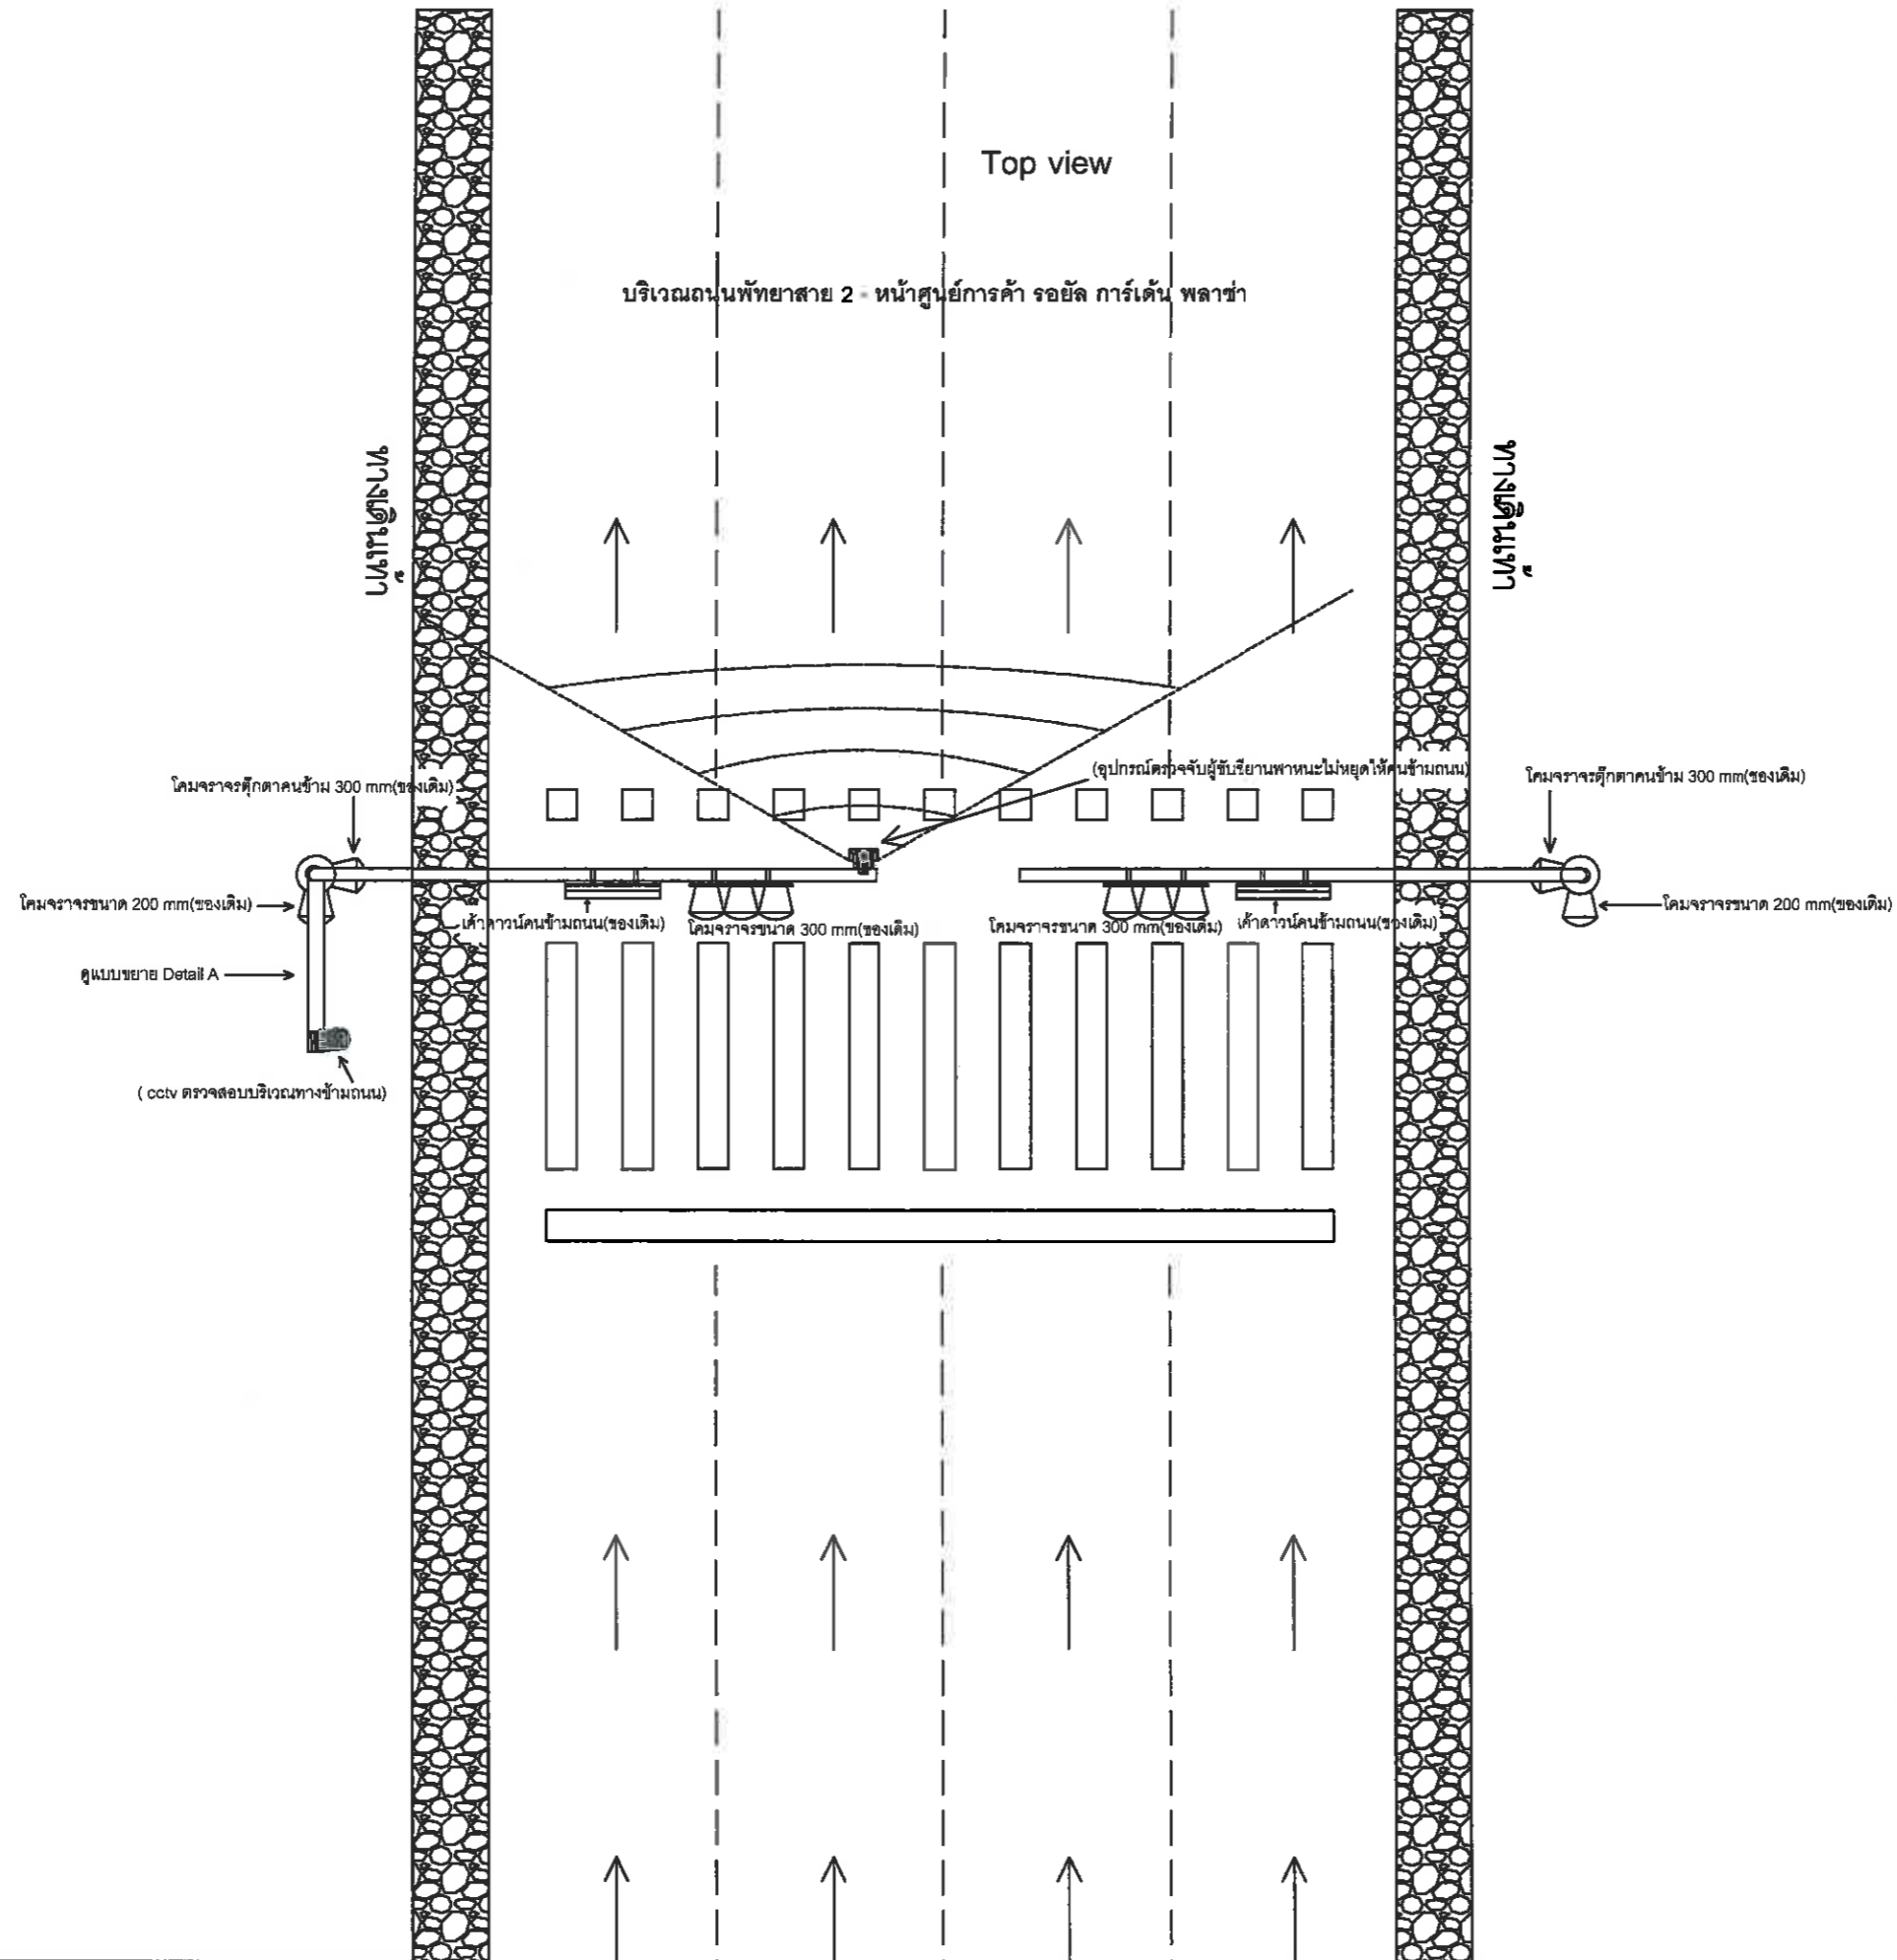 Top view
บริเวณถนนพัทยาสาย 2 - หน้าศูนย์การค้า รอยัล การ์เด้น พลาซ่า
ทางเดินเท้า
ทางเดินเท้า
(อุปกรณ์ตรวจจับผู้ขับขี่ยานพาหนะไม่หยุดให้คนข้ามถนน)
โคมจราจรตุ๊กตาคนข้าม 300 mm(ของเดิม)
โคมจราจรตุ๊กตาคนข้าม 300 mm(ของเดิม)
โคมจราจรขนาด 200 mm(ของเดิม)
เค้าดาวน์คนข้ามถนน(ของเดิม)
โคมจราจรขนาด 300 mm(ของเดิม)
โคมจราจรขนาด 300 mm(ของเดิม)
เค้าดาวน์คนข้ามถนน(ของเดิม)
โคมจราจรขนาด 200 mm(ของเดิม)
ดูแบบขยาย Detail A
( cctv ตรวจสอบบริเวณทางข้ามถนน)